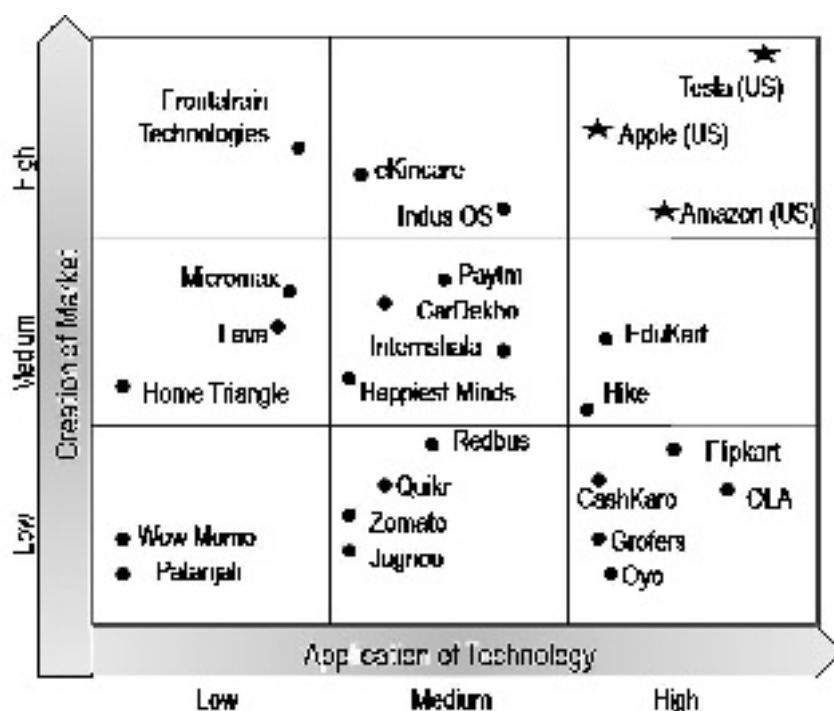 Tesla (US)
Frontalrain
Technologies
Apple (US)
eKincare
Indus OS
Amazon (US)
High
Micromax
Paytm
CarDekho
Lava
Internshala
EduKart
Home Triangle
Happiest Minds
Hike
Medium
Creation of Market
Redbus
Flipkart
Quikr
CashKaro
OLA
Zomato
Wow Momo
Jugnoo
Grofers
Patanjali
Oyo
Low
Application of Technology
Low
Medium
High